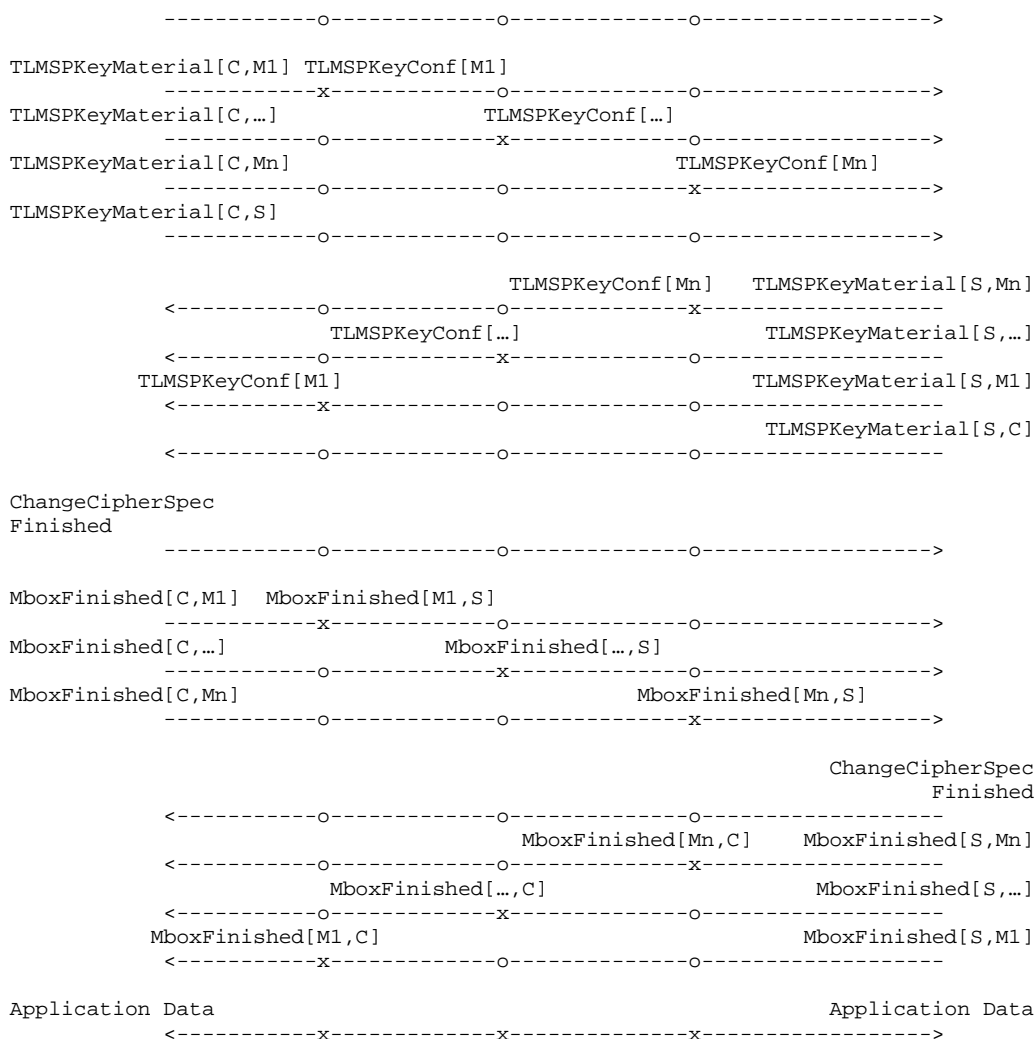 ------------o-------------o--------------o------------------>
TLMSPKeyMaterial[C,M1] TLMSPKeyConf[M1]
------------x-------------o--------------o------------------>
TLMSPKeyMaterial[C,…] TLMSPKeyConf[…]
------------o-------------x--------------o------------------>
TLMSPKeyMaterial[C,Mn] TLMSPKeyConf[Mn]
------------o-------------o--------------x------------------>
TLMSPKeyMaterial[C,S]
------------o-------------o--------------o------------------>
TLMSPKeyConf[Mn] TLMSPKeyMaterial[S,Mn]
<-----------o-------------o--------------x-------------------
TLMSPKeyConf[…] TLMSPKeyMaterial[S,…]
<-----------o-------------x--------------o-------------------
TLMSPKeyConf[M1] TLMSPKeyMaterial[S,M1]
<-----------x-------------o--------------o-------------------
TLMSPKeyMaterial[S,C]
<-----------o-------------o--------------o-------------------
ChangeCipherSpec
Finished
------------o-------------o--------------o------------------>
MboxFinished[C,M1] MboxFinished[M1,S]
------------x-------------o--------------o------------------>
MboxFinished[C,…] MboxFinished[…,S]
------------o-------------x--------------o------------------>
MboxFinished[C,Mn] MboxFinished[Mn,S]
------------o-------------o--------------x------------------>
ChangeCipherSpec
Finished
<-----------o-------------o--------------o-------------------
MboxFinished[Mn,C] MboxFinished[S,Mn]
<-----------o-------------o--------------x-------------------
MboxFinished[…,C] MboxFinished[S,…]
<-----------o-------------x--------------o-------------------
MboxFinished[M1,C] MboxFinished[S,M1]
<-----------x-------------o--------------o-------------------
Application Data Application Data
<-----------x-------------x--------------x------------------>